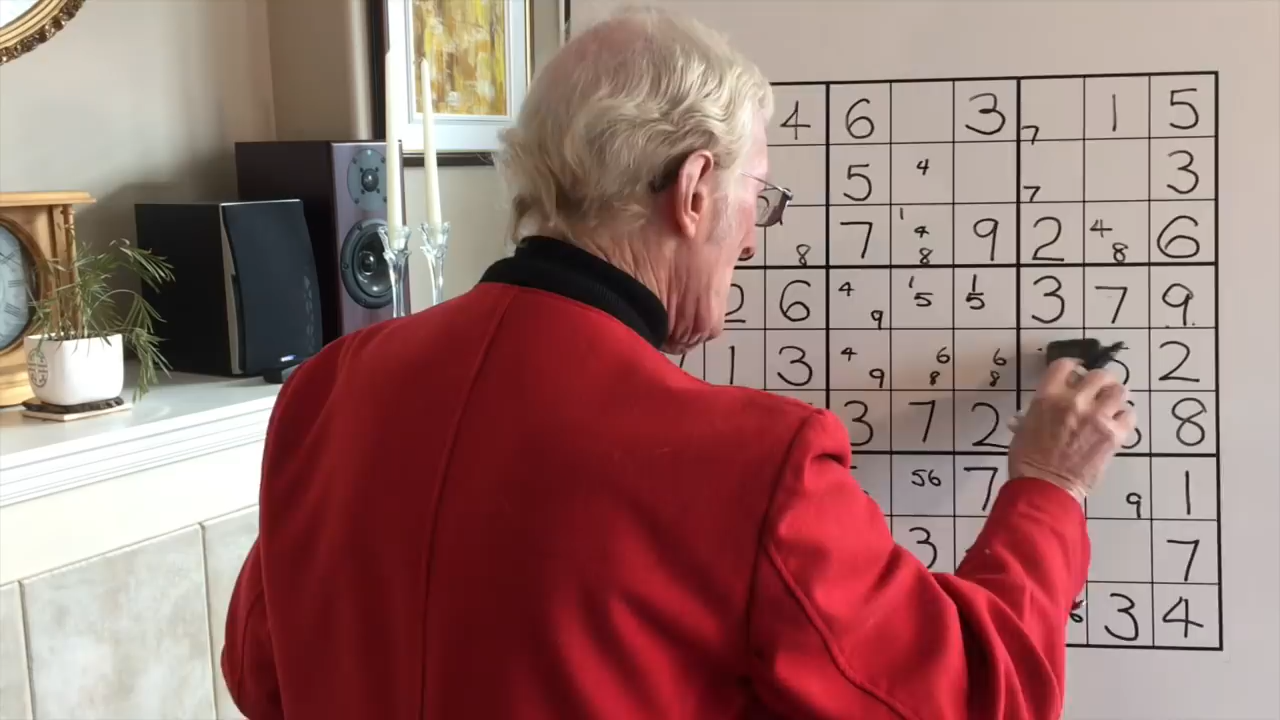 4 6 3 7 1 5
5 4 7 3
8 7 1 4 8 9 2 4 8 6
2 6 4 9 1 5 1 5 3 7 9
1 3 4 9 6 8 6 8 2
3 7 2 8
56 7 9 1
3 7
3 4